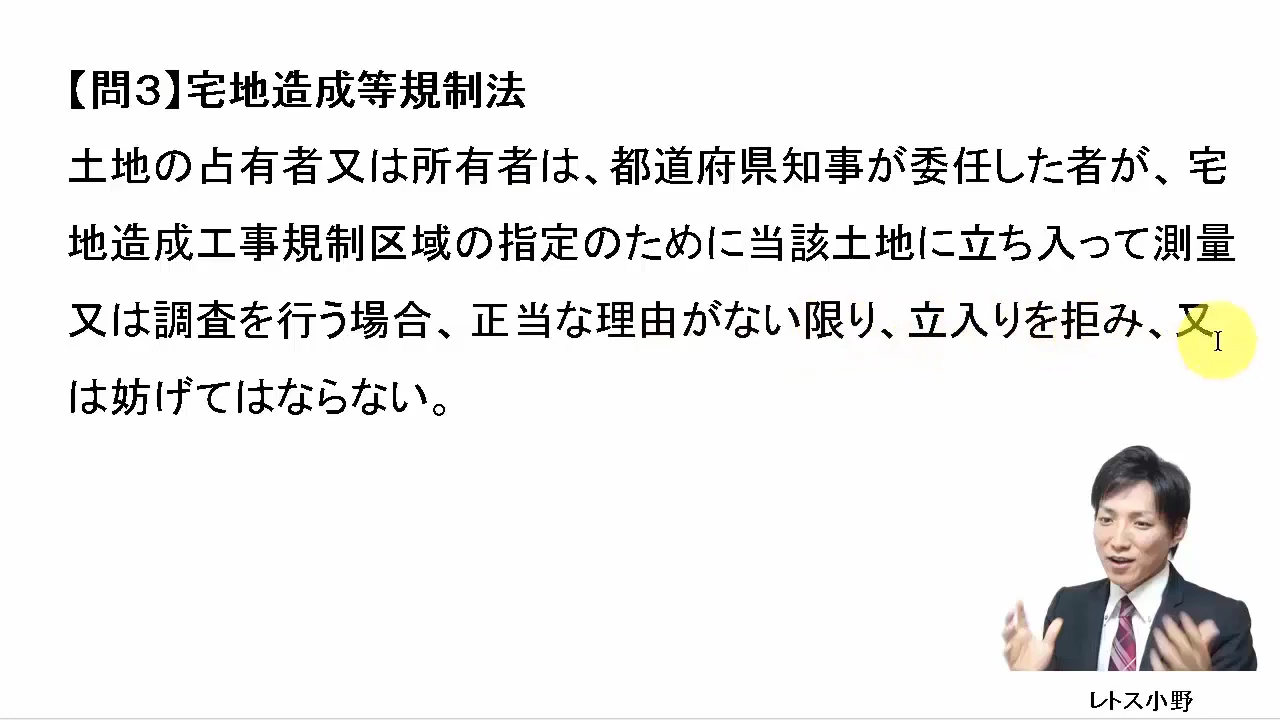 【問3】宅地造成等規制法
土地の占有者又は所有者は、都道府県知事が委任した者が、宅
地造成工事規制区域の指定のために当該土地に立ち入って測量
又は調査を行う場合、正当な理由がない限り、立入りを拒み、又
は妨げてはならない。
レトス小野